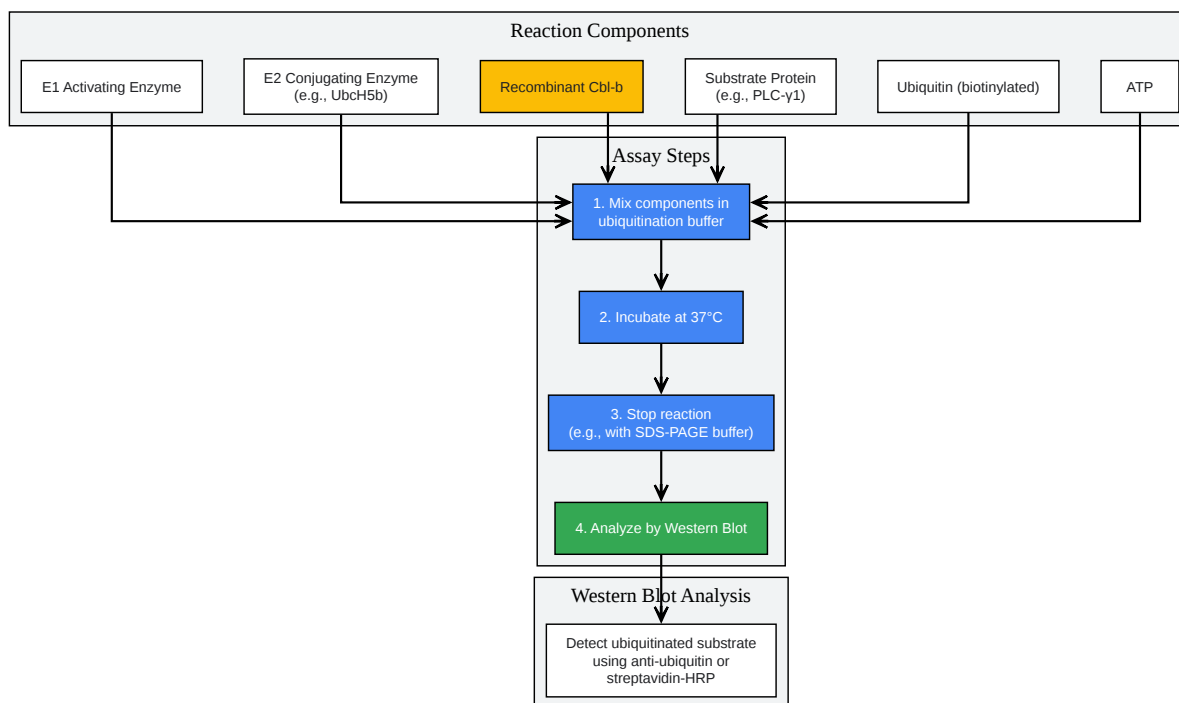 Reaction Components
E1 Activating Enzyme
E2 Conjugating Enzyme
(e.g., UbcH5b)
Recombinant Cbl-b
Substrate Protein
(e.g., PLC-γ1)
Ubiquitin (biotinylated)
ATP
Assay Steps
1. Mix components in
ubiquitination buffer
2. Incubate at 37°C
3. Stop reaction
(e.g., with SDS-PAGE buffer)
4. Analyze by Western Blot
Western Blot Analysis
Detect ubiquitinated substrate
using anti-ubiquitin or
streptavidin-HRP